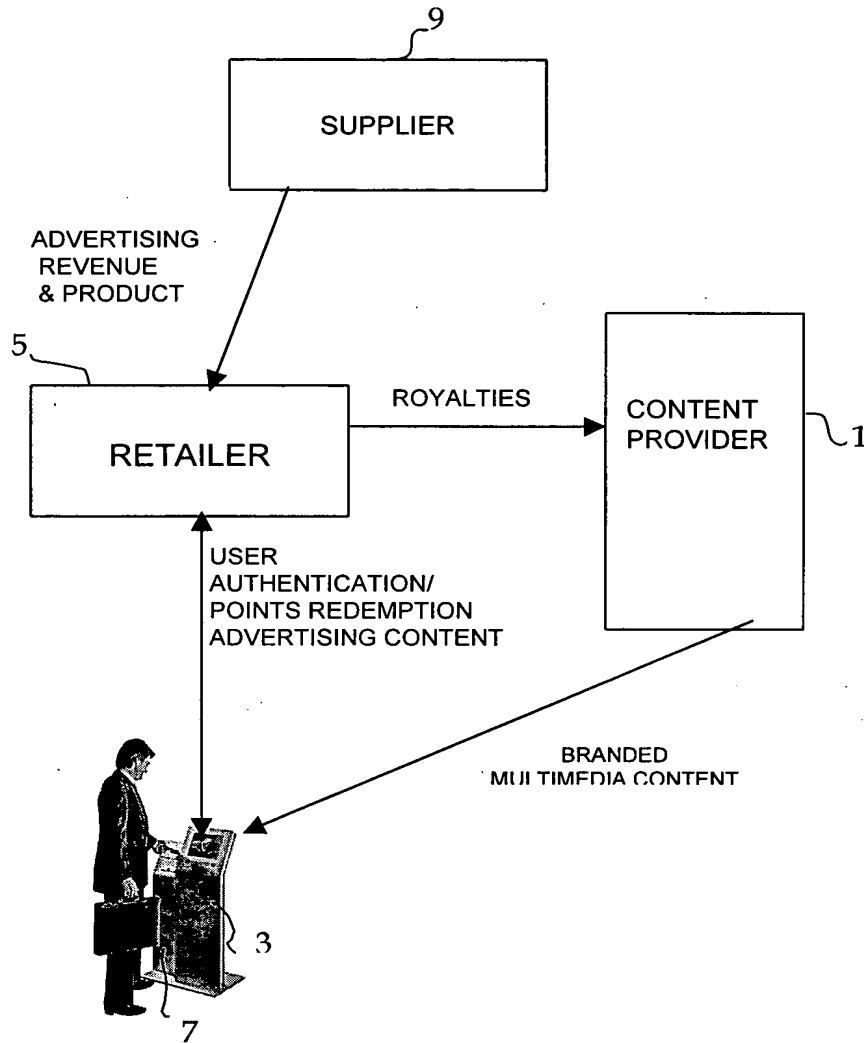 9
SUPPLIER
ADVERTISING
REVENUE
& PRODUCT
5
RETAILER
ROYALTIES
CONTENT
PROVIDER
1
USER
AUTHENTICATION/
POINTS REDEMPTION
ADVERTISING CONTENT
BRANDED
MULTIMEDIA CONTENT
3
7